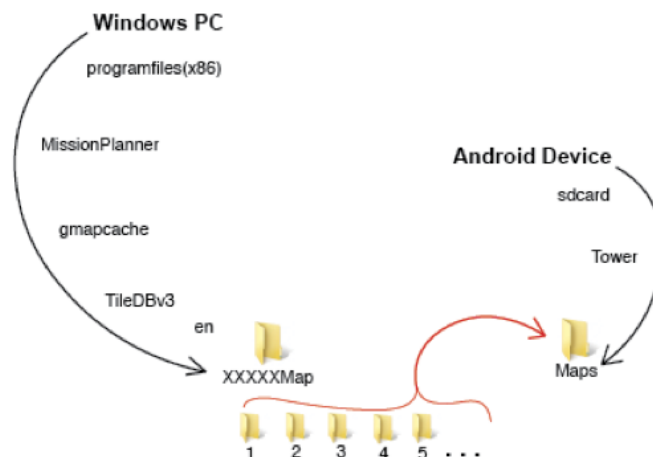 Windows PC
programfiles(x86)
MissionPlanner
gmapcache
TileDBv3
en
XXXXXMap
1 2 3 4 5 . . .
Android Device
sdcard
Tower
Maps